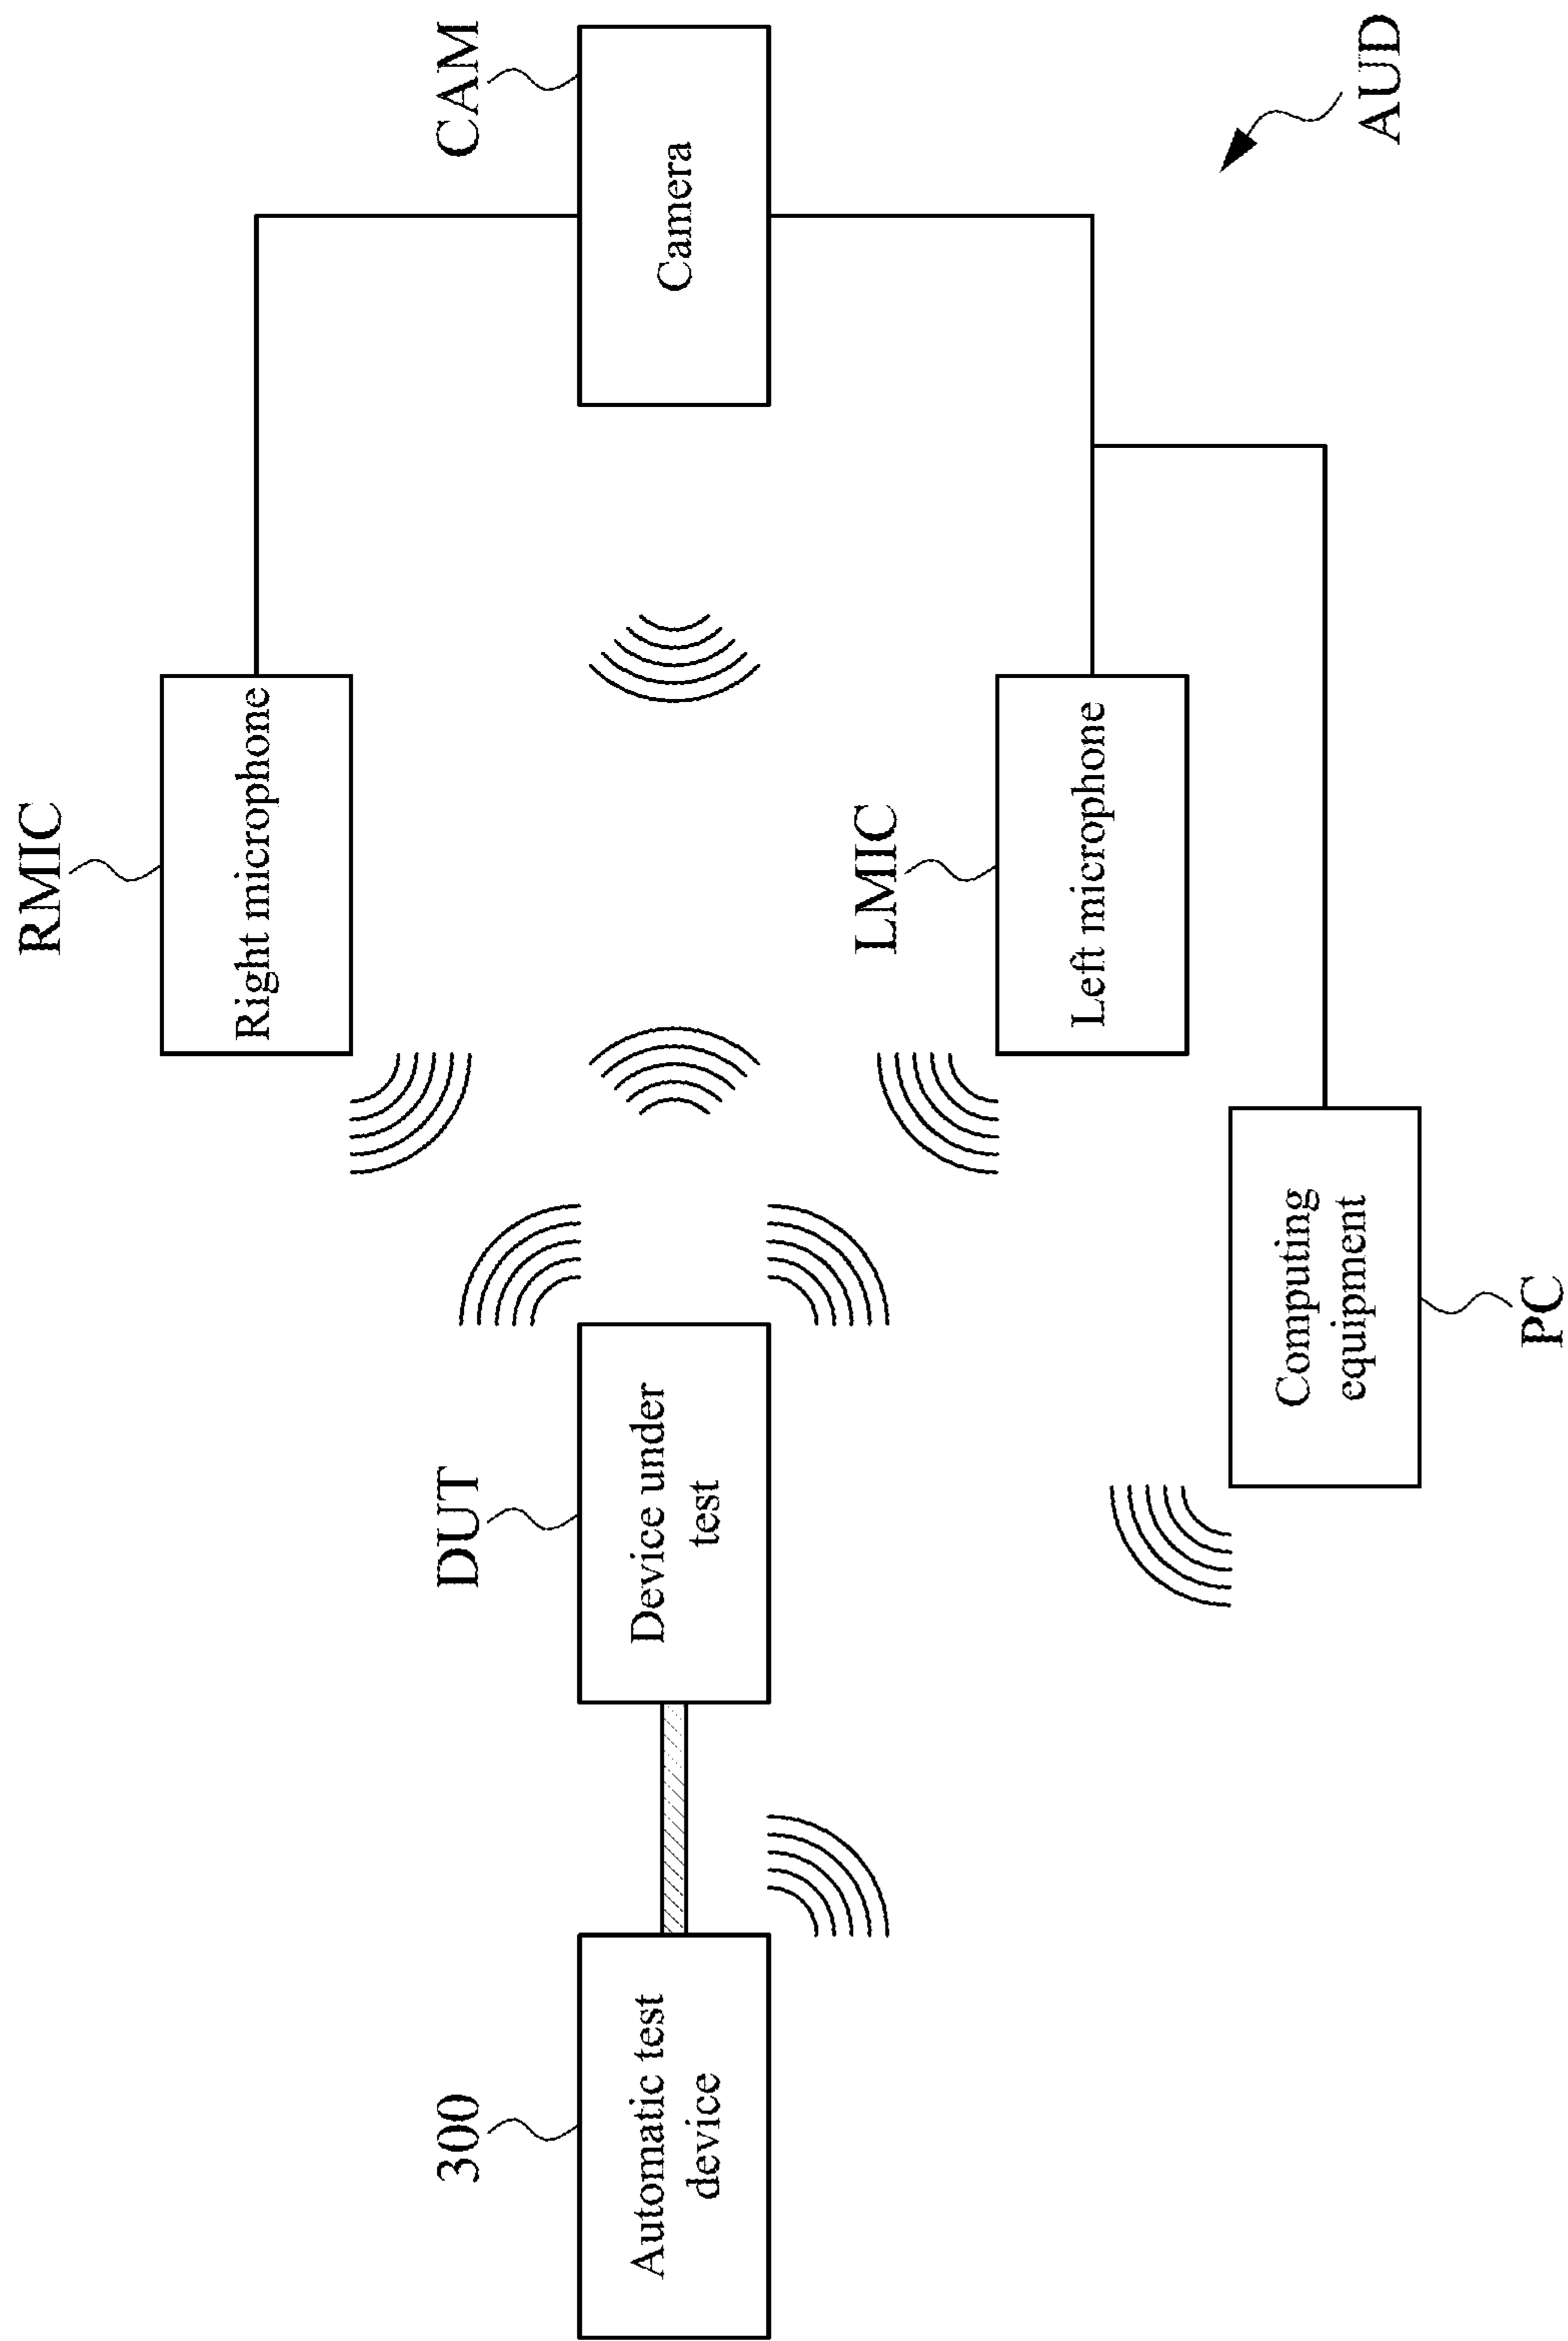 300
Automatic test
device
DUT
Device under
test
RMIC
Right microphone
LMIC
Left microphone
CAM
Camera
Computing
equipment
PC
AUD